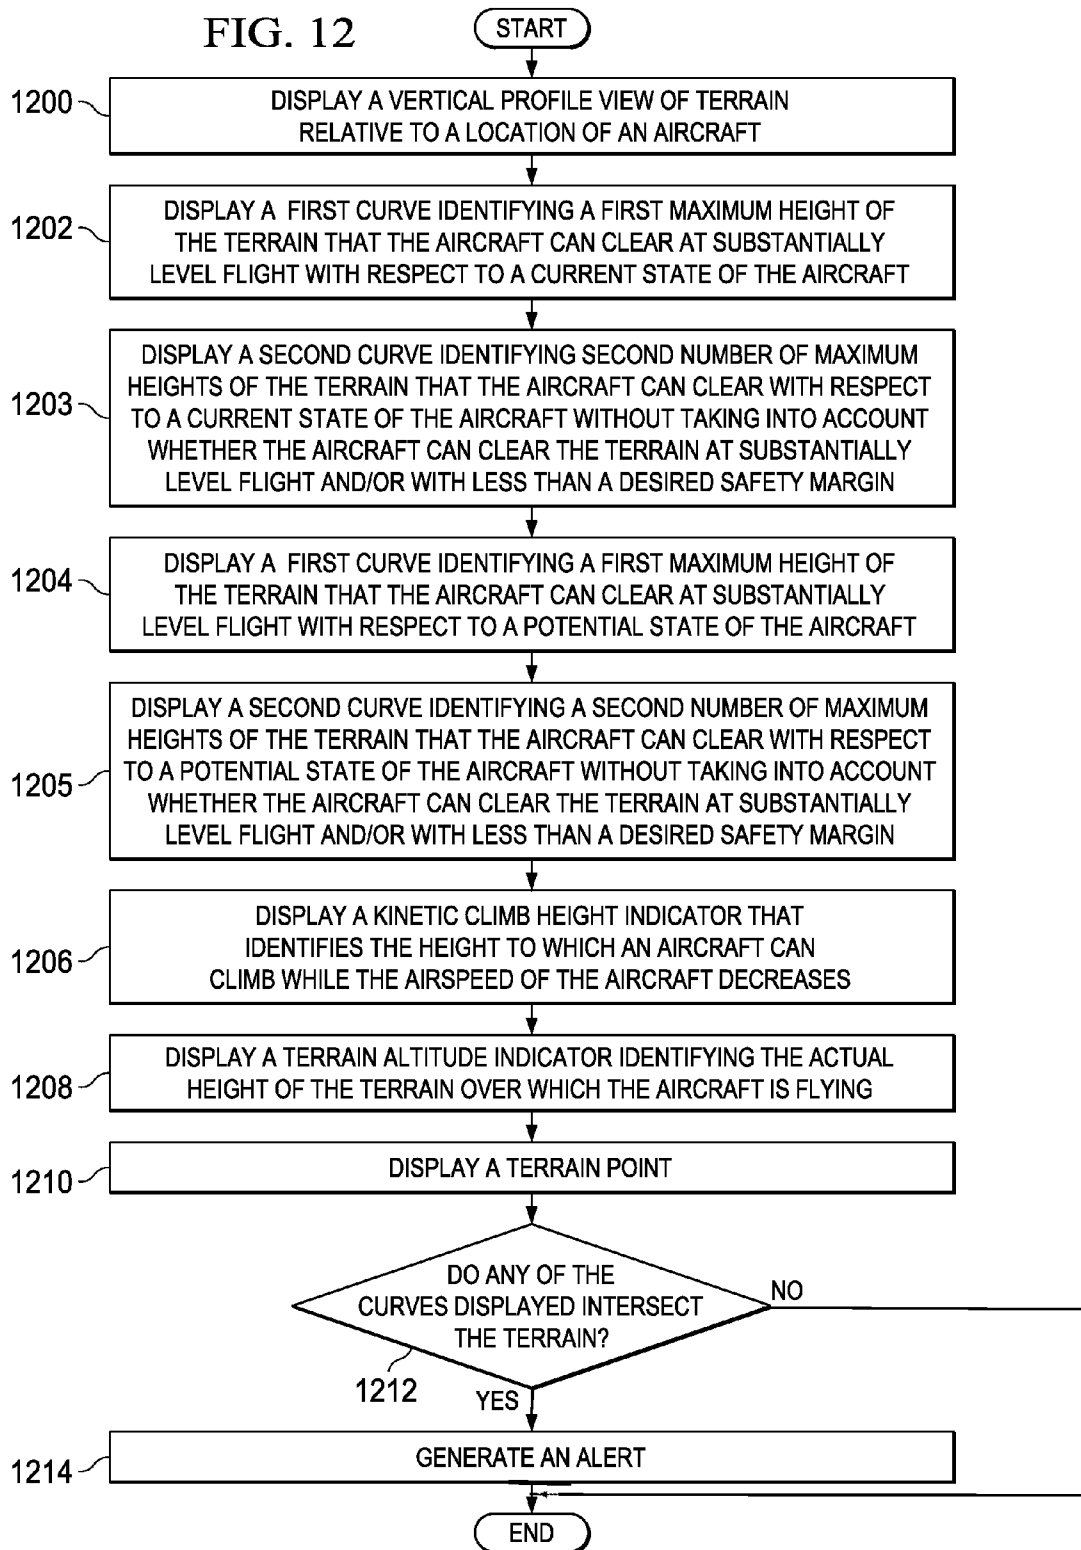 FIG. 12
START
1200
DISPLAY A VERTICAL PROFILE VIEW OF TERRAIN
RELATIVE TO A LOCATION OF AN AIRCRAFT
1202
DISPLAY A FIRST CURVE IDENTIFYING A FIRST MAXIMUM HEIGHT OF
THE TERRAIN THAT THE AIRCRAFT CAN CLEAR AT SUBSTANTIALLY
LEVEL FLIGHT WITH RESPECT TO A CURRENT STATE OF THE AIRCRAFT
1203
DISPLAY A SECOND CURVE IDENTIFYING SECOND NUMBER OF MAXIMUM
HEIGHTS OF THE TERRAIN THAT THE AIRCRAFT CAN CLEAR WITH RESPECT
TO A CURRENT STATE OF THE AIRCRAFT WITHOUT TAKING INTO ACCOUNT
WHETHER THE AIRCRAFT CAN CLEAR THE TERRAIN AT SUBSTANTIALLY
LEVEL FLIGHT AND/OR WITH LESS THAN A DESIRED SAFETY MARGIN
1204
DISPLAY A FIRST CURVE IDENTIFYING A FIRST MAXIMUM HEIGHT OF
THE TERRAIN THAT THE AIRCRAFT CAN CLEAR AT SUBSTANTIALLY
LEVEL FLIGHT WITH RESPECT TO A POTENTIAL STATE OF THE AIRCRAFT
1205
DISPLAY A SECOND CURVE IDENTIFYING A SECOND NUMBER OF MAXIMUM
HEIGHTS OF THE TERRAIN THAT THE AIRCRAFT CAN CLEAR WITH RESPECT
TO A POTENTIAL STATE OF THE AIRCRAFT WITHOUT TAKING INTO ACCOUNT
WHETHER THE AIRCRAFT CAN CLEAR THE TERRAIN AT SUBSTANTIALLY
LEVEL FLIGHT AND/OR WITH LESS THAN A DESIRED SAFETY MARGIN
1206
DISPLAY A KINETIC CLIMB HEIGHT INDICATOR THAT
IDENTIFIES THE HEIGHT TO WHICH AN AIRCRAFT CAN
CLIMB WHILE THE AIRSPEED OF THE AIRCRAFT DECREASES
1208
DISPLAY A TERRAIN ALTITUDE INDICATOR IDENTIFYING THE ACTUAL
HEIGHT OF THE TERRAIN OVER WHICH THE AIRCRAFT IS FLYING
1210
DISPLAY A TERRAIN POINT
DO ANY OF THE
CURVES DISPLAYED INTERSECT
THE TERRAIN?
NO
1212
YES
1214
GENERATE AN ALERT
END